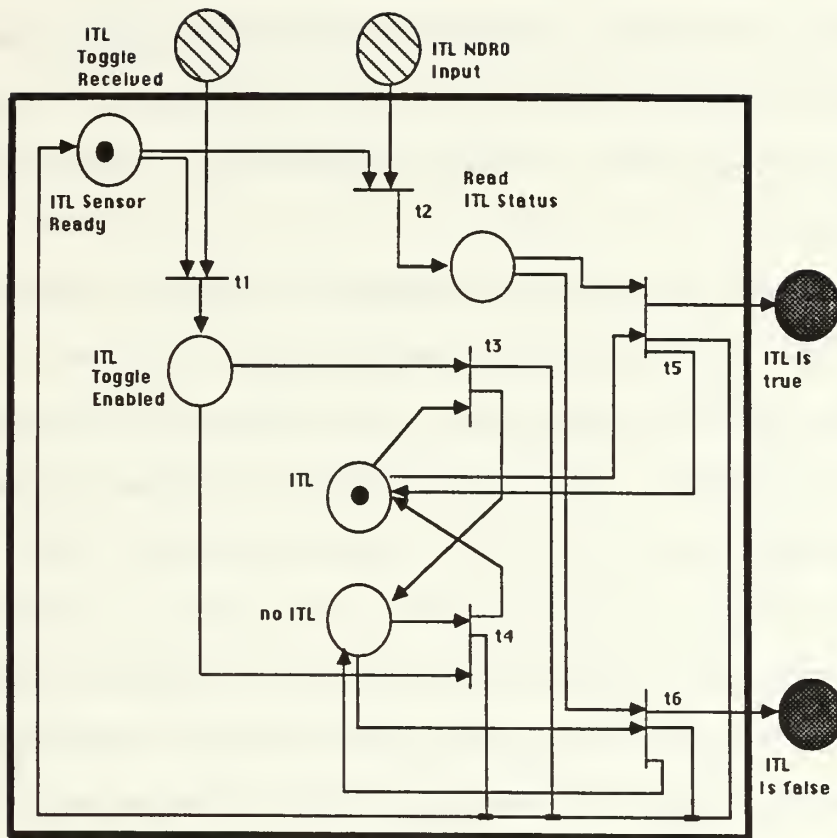 ITL
Toggle
Received
ITL NDRO
Input
ITL Sensor
Ready
t2
Read
ITL Status
t1
ITL
Toggle
Enabled
t3
t5
ITL Is
true
ITL
no ITL
t4
t6
ITL
Is false